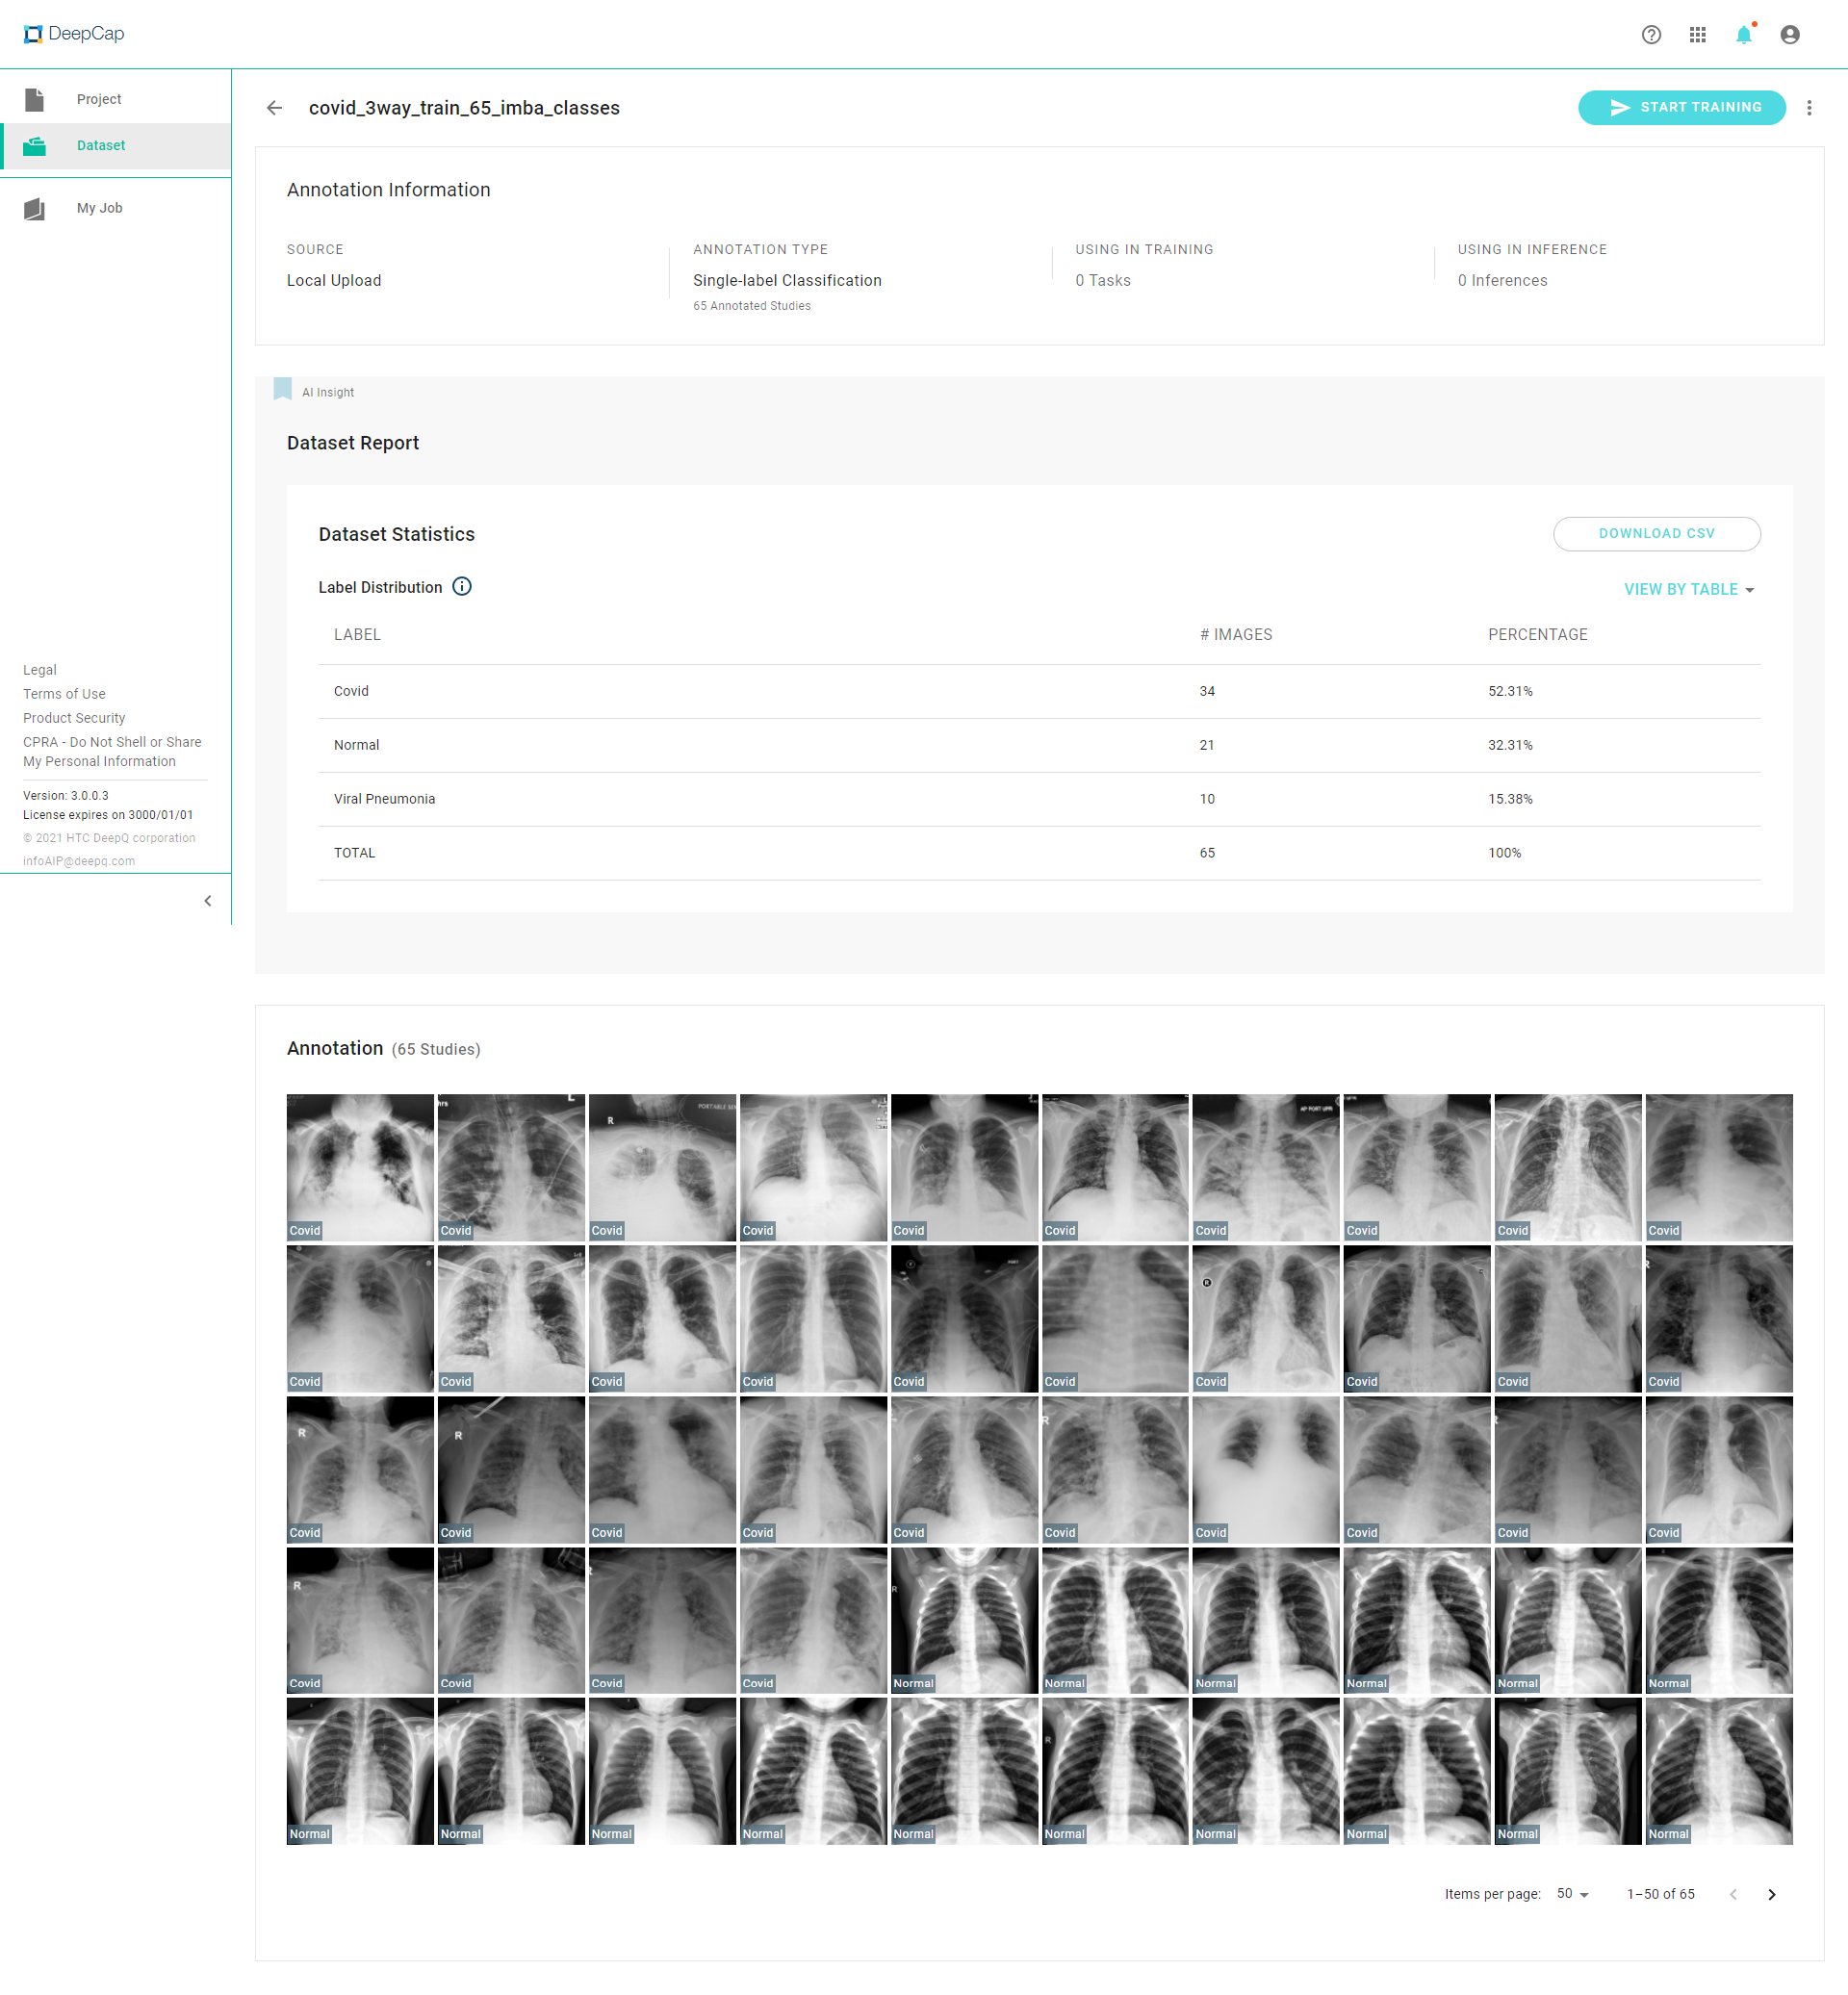 DeepCap
Project
Dataset
My Job
Legal
Terms of Use
Product Security
CPRA - Do Not Shell or Share
My Personal Information
Version: 3.0.0.3
License expires on 3000/01/01
© 2021 HTC DeepQ corporation
infoAIP@deepq.com
covid_3way_train_65_imba_classes
START TRAINING
Annotation Information
SOURCE
Local Upload
ANNOTATION TYPE
Single-label Classification
65 Annotated Studies
USING IN TRAINING
0 Tasks
USING IN INFERENCE
0 Inferences
AI Insight
Dataset Report
Dataset Statistics
DOWNLOAD CSV
Label Distribution
VIEW BY TABLE
LABEL # IMAGES PERCENTAGE
Covid 34 52.31%
Normal 21 32.31%
Viral Pneumonia 10 15.38%
TOTAL 65 100%
Annotation (65 Studies)
hrs L
R PORTABLE
AP PORT UPR
Covid Covid Covid Covid Covid Covid Covid Covid Covid Covid
R R
Covid Covid Covid Covid Covid Covid Covid Covid Covid Covid
R R R R
Covid Covid Covid Covid Covid Covid Covid Covid Covid Covid
R R
Covid Covid Covid Covid Normal Normal Normal Normal Normal Normal
R
Normal Normal Normal Normal Normal Normal Normal Normal Normal Normal
Items per page: 50 1–50 of 65